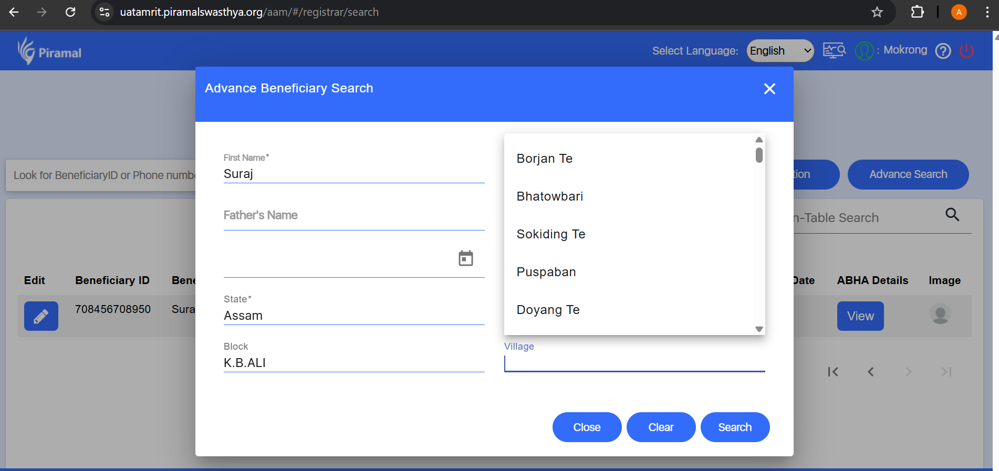 uatamrit.piramalswasthya.org/aam/#/registrar/search
A
Piramal
Select Language:
English
: Mokrong
Advance Beneficiary Search
First Name*
Suraj
Father's Name
State*
Assam
Block
K.B.ALI
Borjan Te
Bhatowbari
Sokiding Te
Puspaban
Doyang Te
Village
Close
Clear
Search
Look for BeneficiaryID or Phone numbe
tion
Advance Search
n-Table Search
Edit
Beneficiary ID
Bene
Date
ABHA Details
Image
708456708950
Sura
View